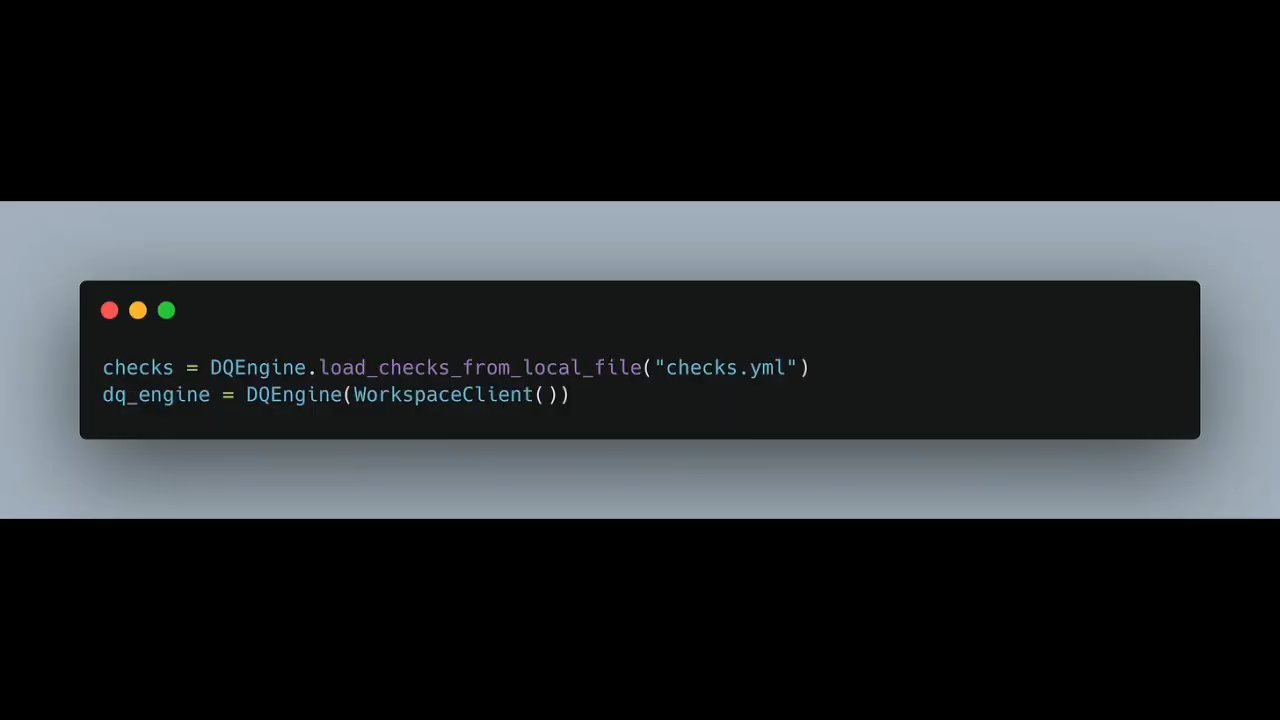 checks = DQEngine.load_checks_from_local_file("checks.yml")
dq_engine = DQEngine(WorkspaceClient())